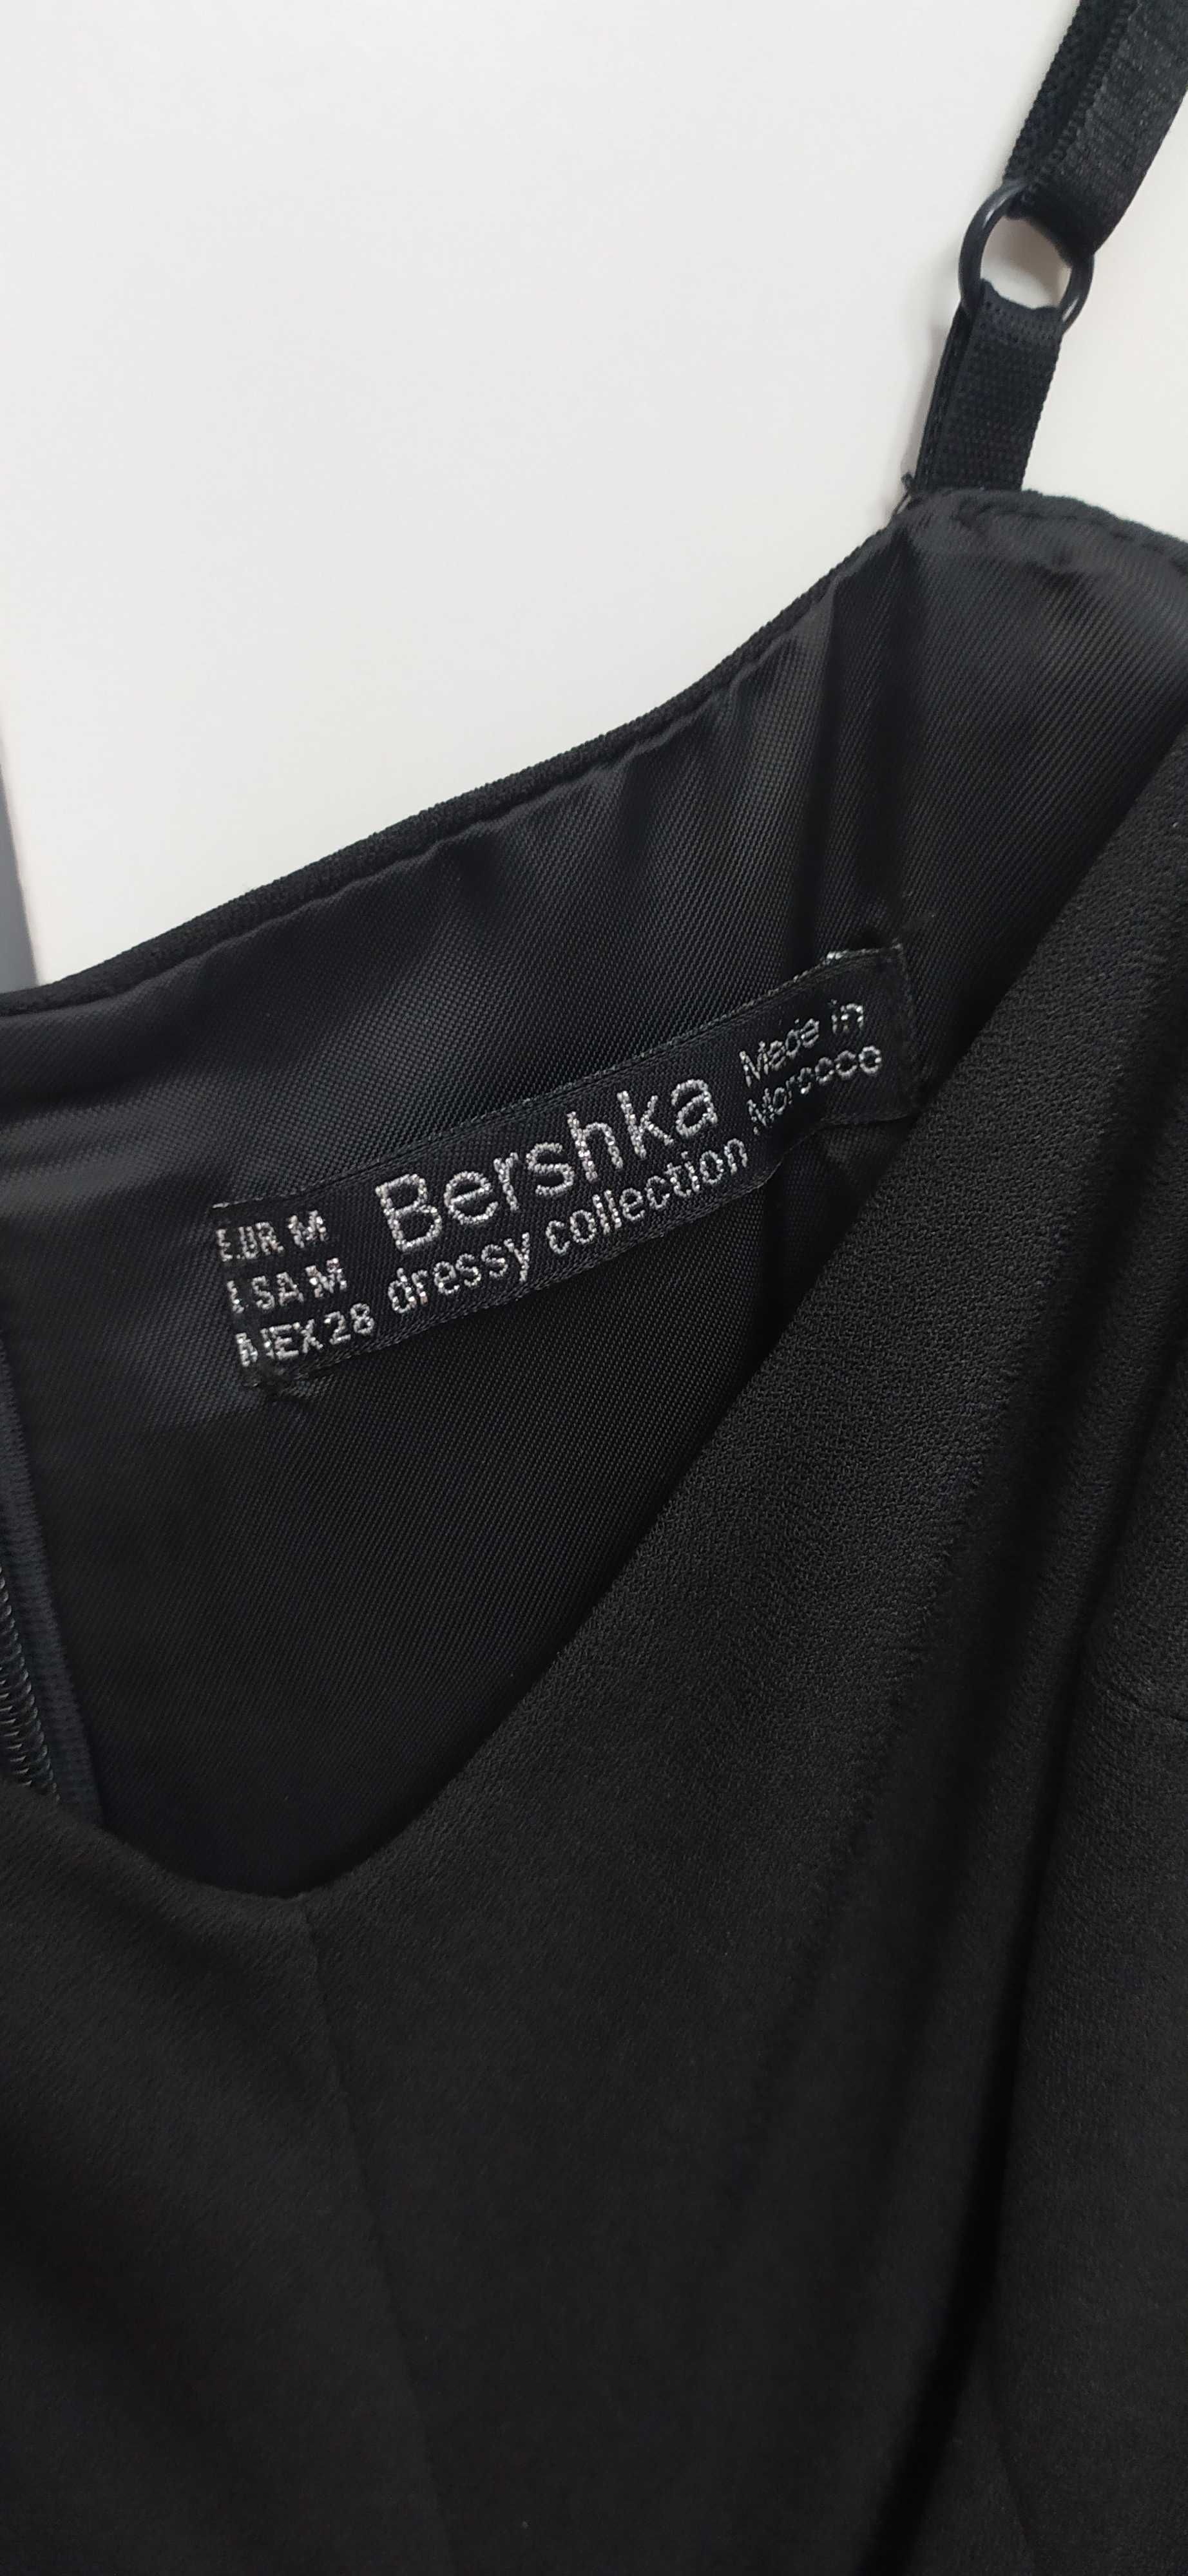 EUR M
USA M
MEX 28
Bershka
dressy collection
Made in
Morocco